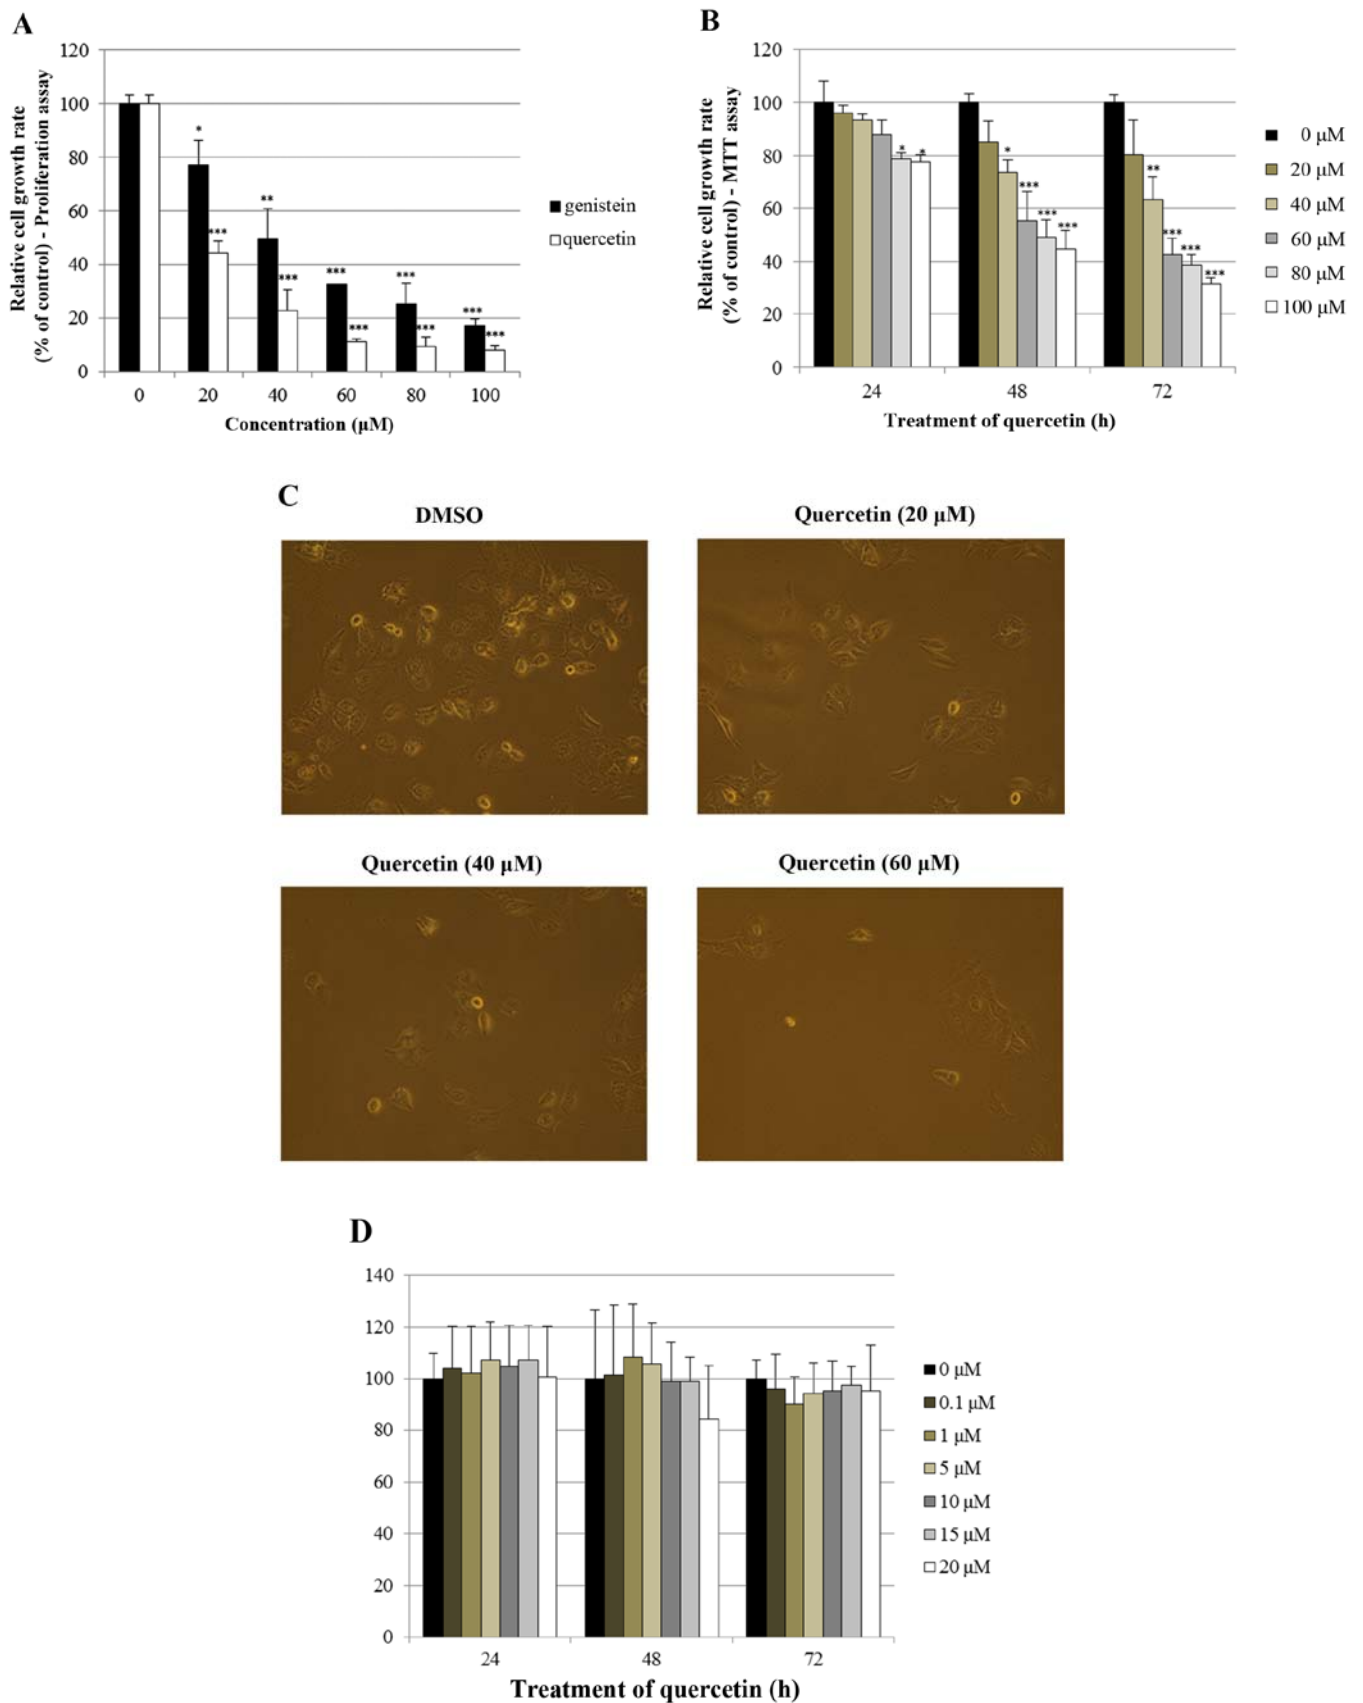 A
Relative cell growth rate
(% of control) - Proliferation assay
120
100
80
60
40
20
0
*
**
***
***
***
***
***
***
***
***
0 20 40 60 80 100
Concentration (µM)
genistein
quercetin
B
Relative cell growth rate
(% of control) - MTT assay
120
100
80
60
40
20
0
* *
*
***
***
***
**
***
***
***
24 48 72
Treatment of quercetin (h)
0 µM
20 µM
40 µM
60 µM
80 µM
100 µM
C
DMSO
Quercetin (20 µM)
Quercetin (40 µM)
Quercetin (60 µM)
D
140
120
100
80
60
40
20
0
24 48 72
Treatment of quercetin (h)
0 µM
0.1 µM
1 µM
5 µM
10 µM
15 µM
20 µM